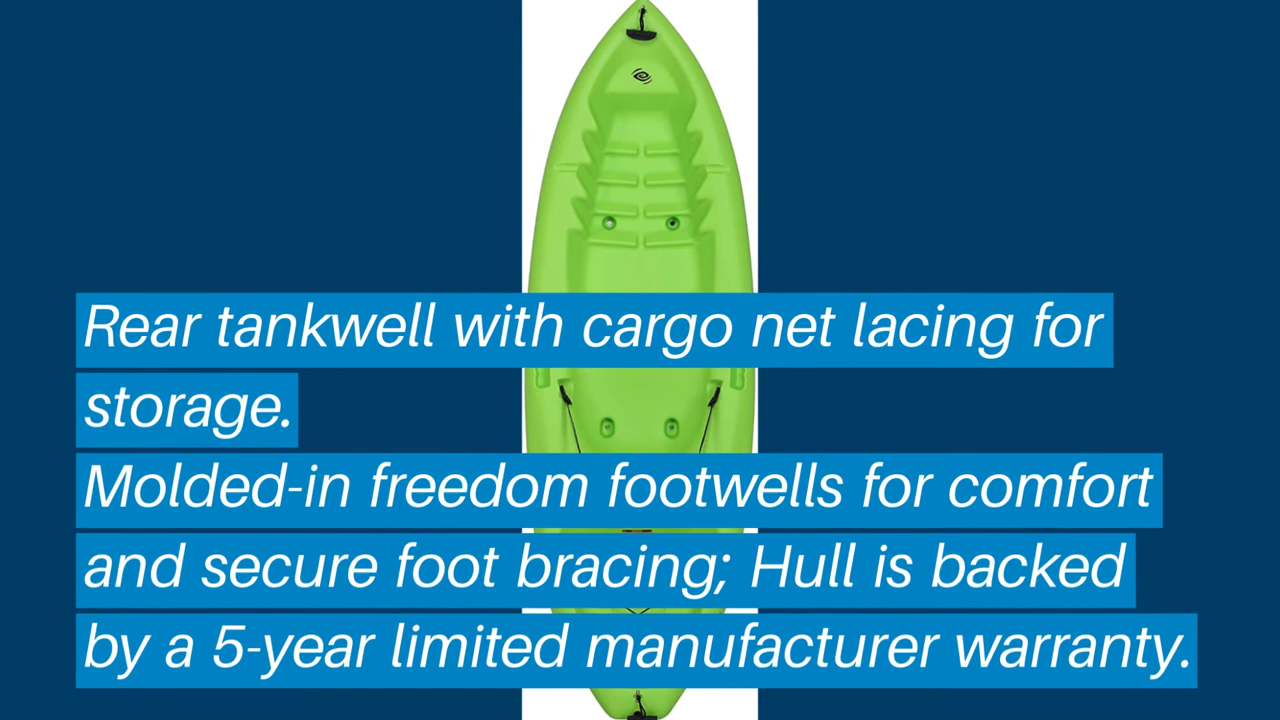 Rear tankwell with cargo net lacing for
storage.
Molded-in freedom footwells for comfort
and secure foot bracing; Hull is backed
by a 5-year limited manufacturer warranty.